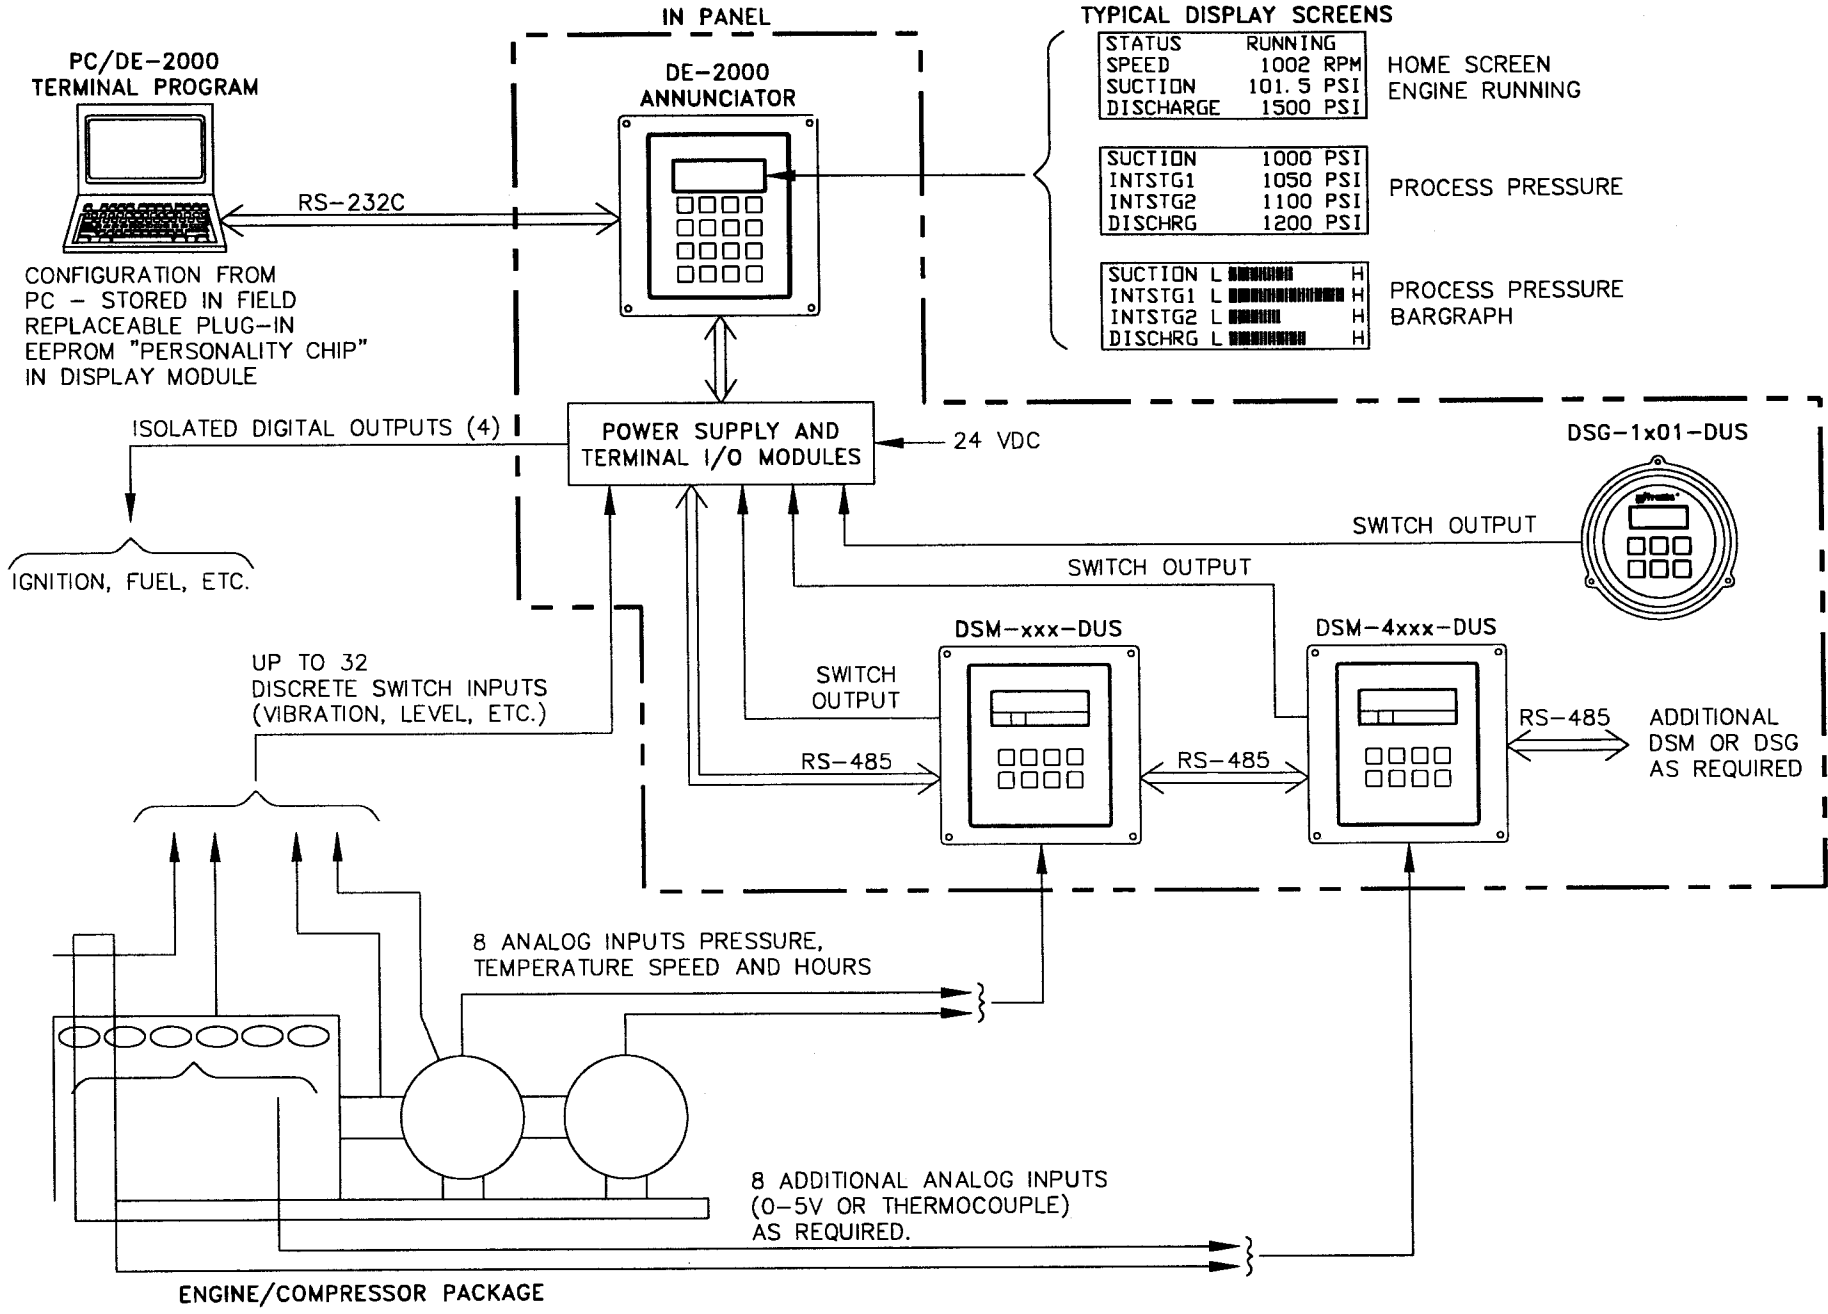 IN PANEL
TYPICAL DISPLAY SCREENS
PC/DE-2000
TERMINAL PROGRAM
DE-2000
ANNUNCIATOR
STATUS RUNNING
SPEED 1002 RPM
SUCTION 101.5 PSI
DISCHARGE 1500 PSI
HOME SCREEN
ENGINE RUNNING
SUCTION 1000 PSI
INTSTG1 1050 PSI
INTSTG2 1100 PSI
DISCHRG 1200 PSI
PROCESS PRESSURE
SUCTION L H
INTSTG1 L H
INTSTG2 L H
DISCHRG L H
PROCESS PRESSURE
BARGRAPH
RS-232C
CONFIGURATION FROM
PC - STORED IN FIELD
REPLACEABLE PLUG-IN
EEPROM "PERSONALITY CHIP"
IN DISPLAY MODULE
ISOLATED DIGITAL OUTPUTS (4)
POWER SUPPLY AND
TERMINAL I/O MODULES
24 VDC
DSG-1x01-DUS
SWITCH OUTPUT
SWITCH OUTPUT
IGNITION, FUEL, ETC.
DSM-xxx-DUS
DSM-4xxx-DUS
UP TO 32
DISCRETE SWITCH INPUTS
(VIBRATION, LEVEL, ETC.)
SWITCH
OUTPUT
RS-485
RS-485
RS-485
ADDITIONAL
DSM OR DSG
AS REQUIRED
8 ANALOG INPUTS PRESSURE,
TEMPERATURE SPEED AND HOURS
8 ADDITIONAL ANALOG INPUTS
(0-5V OR THERMOCOUPLE)
AS REQUIRED.
ENGINE/COMPRESSOR PACKAGE